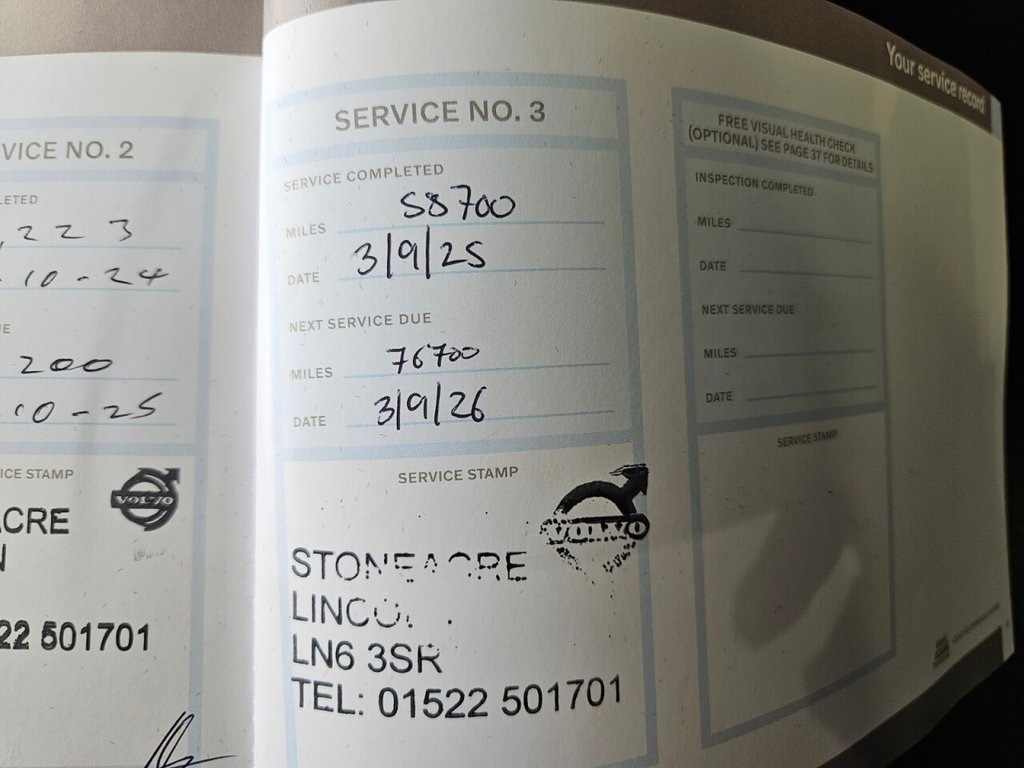 Your service record
VICE NO. 2
LETED
,223
10-24
E
200
10-25
ICE STAMP
VOLVO
ACRE
N
22 501701
SERVICE NO. 3
SERVICE COMPLETED
MILES 58700
DATE 3/9/25
NEXT SERVICE DUE
MILES 76700
DATE 3/9/26
SERVICE STAMP
VOLVO
STONEACRE
LINCOL
LN6 3SR
TEL: 01522 501701
FREE VISUAL HEALTH CHECK
(OPTIONAL) SEE PAGE 37 FOR DETAILS
INSPECTION COMPLETED
MILES
DATE
NEXT SERVICE DUE
MILES
DATE
SERVICE STAMP